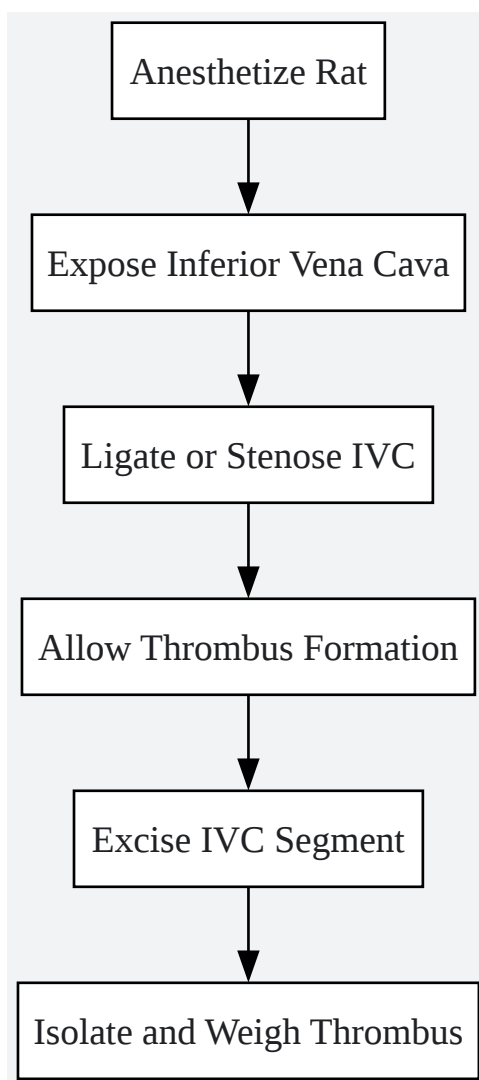 Anesthetize Rat
Expose Inferior Vena Cava
Ligate or Stenose IVC
Allow Thrombus Formation
Excise IVC Segment
Isolate and Weigh Thrombus